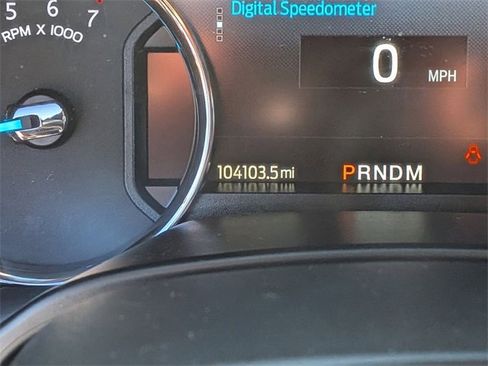 Digital Speedometer
5 6 7
RPM X 1000
0 MPH
104103.5 mi
PRNDM